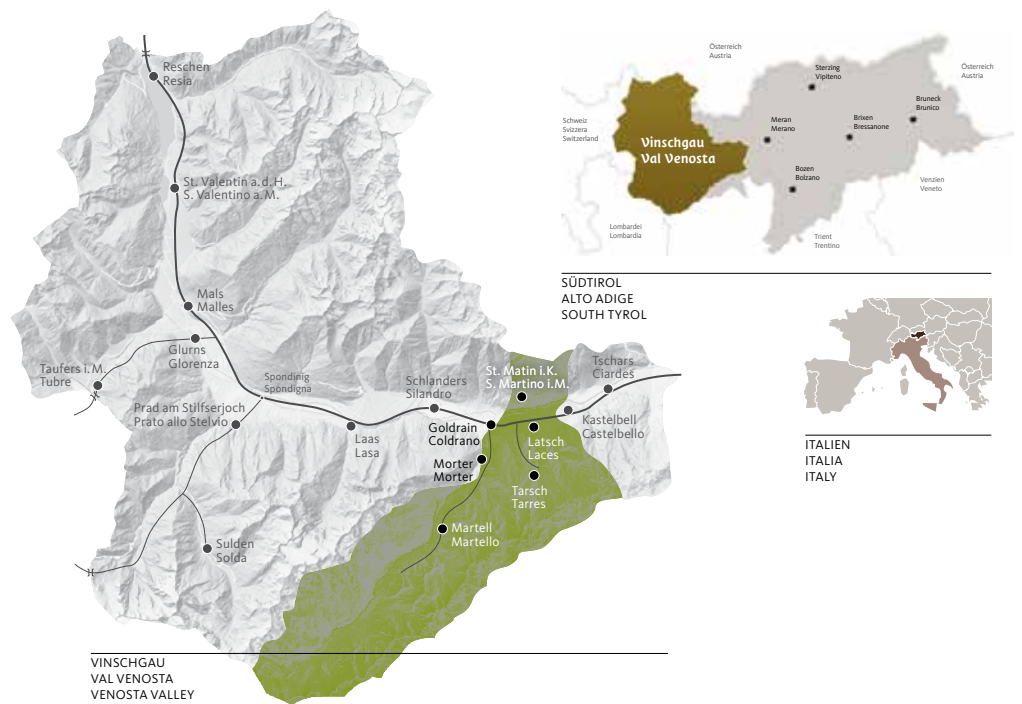 Reschen
Resia
St. Valentin a.d.H.
S. Valentino a.M.
Mals
Malles
Glurns
Glorenza
Taufers i.M.
Tubre
Spondinig
Spondigna
Prad am Stilfserjoch
Prato allo Stelvio
Laas
Lasa
Schlanders
Silandro
Sulden
Solda
Goldrain
Coldrano
Morter
Morter
Martell
Martello
St. Matin i.K.
S. Martino i.M.
Latsch
Laces
Tarsch
Tarres
Tschars
Ciardes
Kastelbell
Castelbello
VINSCHGAU
VAL VENOSTA
VENOSTA VALLEY
Österreich
Austria
Österreich
Austria
Schweiz
Svizzera
Switzerland
Vinschgau
Val Venosta
Sterzing
Vipiteno
Bruneck
Brunico
Meran
Merano
Brixen
Bressanone
Bozen
Bolzano
Venzien
Veneto
Lombardei
Lombardia
Trient
Trentino
SÜDTIROL
ALTO ADIGE
SOUTH TYROL
ITALIEN
ITALIA
ITALY